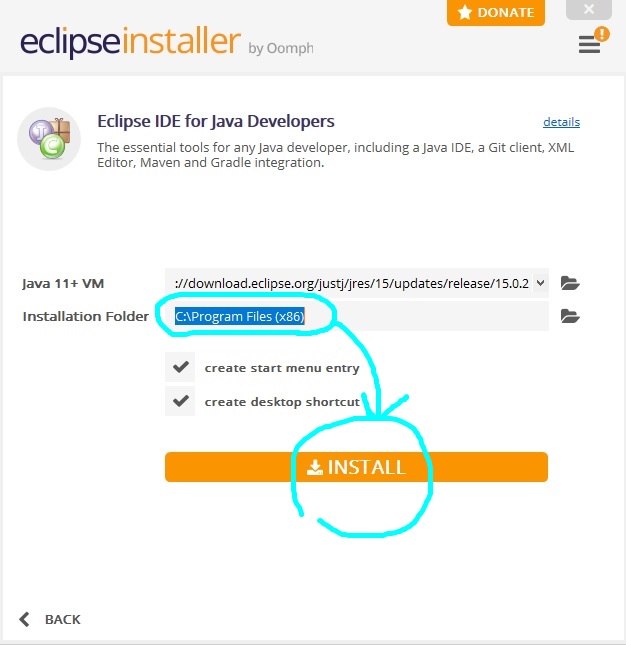 DONATE
eclipseinstaller by Oomph
Eclipse IDE for Java Developers
details
The essential tools for any Java developer, including a Java IDE, a Git client, XML
Editor, Maven and Gradle integration.
Java 11+ VM
://download.eclipse.org/justj/jres/15/updates/release/15.0.2
Installation Folder
C:\Program Files (x86)
create start menu entry
create desktop shortcut
INSTALL
BACK